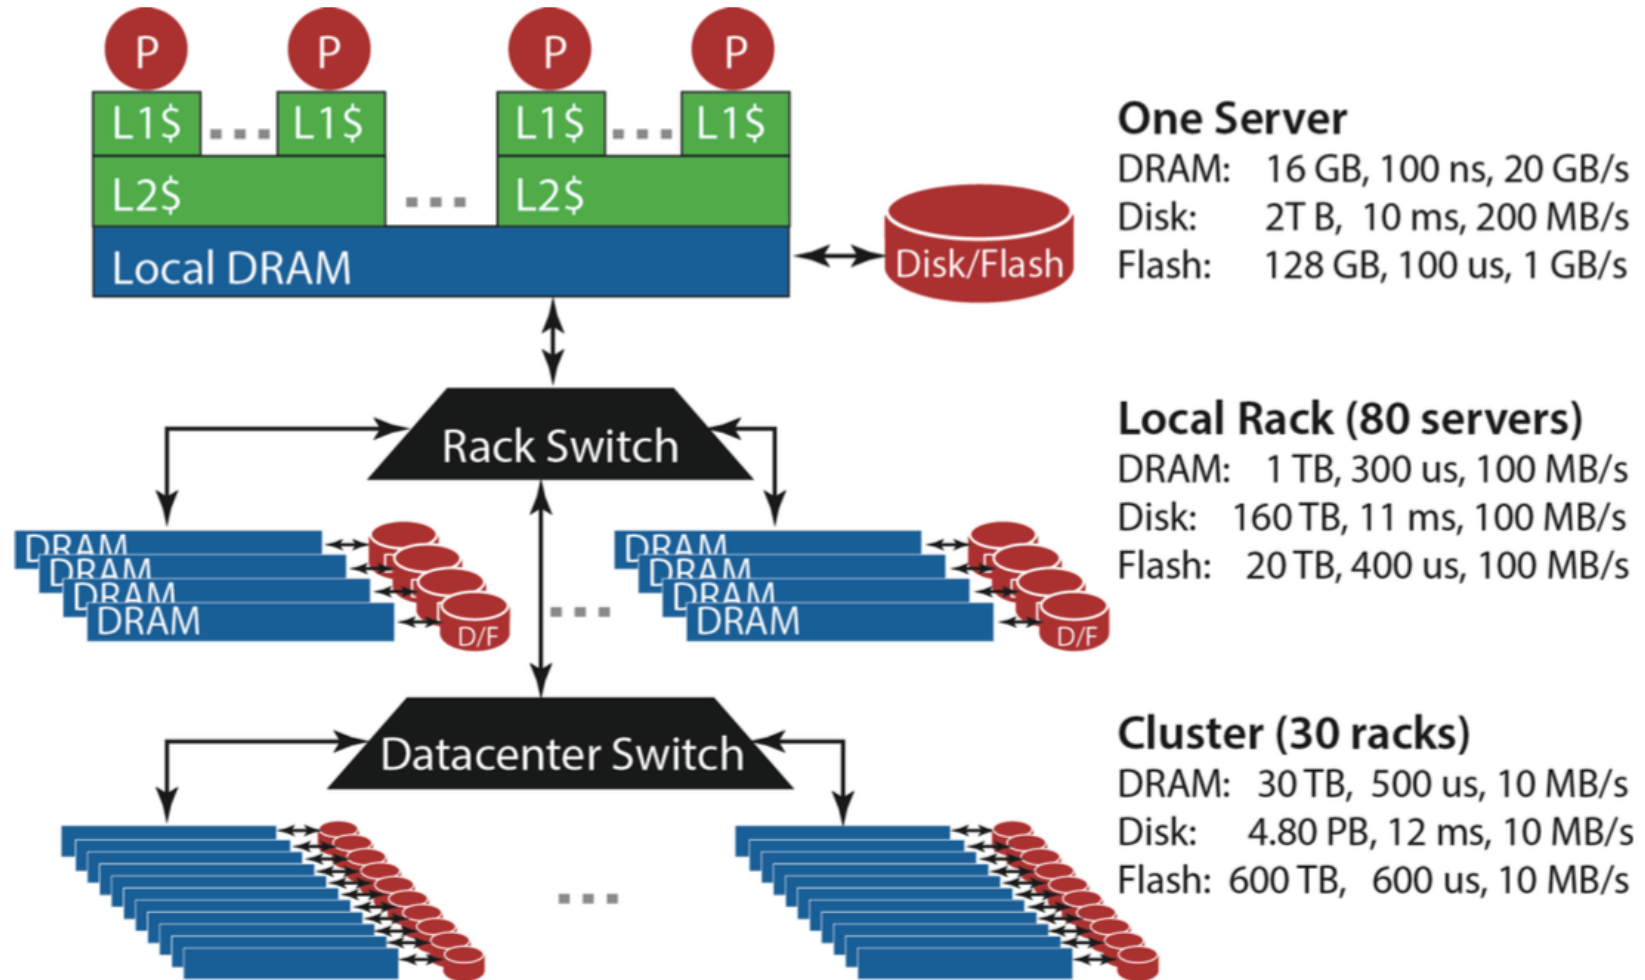 P P P P
L1$ L1$ L1$ L1$
L2$ L2$
Local DRAM
Disk/Flash
One Server
DRAM: 16 GB, 100 ns, 20 GB/s
Disk: 2T B, 10 ms, 200 MB/s
Flash: 128 GB, 100 us, 1 GB/s
Rack Switch
Local Rack (80 servers)
DRAM: 1 TB, 300 us, 100 MB/s
Disk: 160 TB, 11 ms, 100 MB/s
Flash: 20 TB, 400 us, 100 MB/s
DRAM DRAM
DRAM DRAM
DRAM DRAM
DRAM D/F DRAM D/F
Datacenter Switch
Cluster (30 racks)
DRAM: 30 TB, 500 us, 10 MB/s
Disk: 4.80 PB, 12 ms, 10 MB/s
Flash: 600 TB, 600 us, 10 MB/s